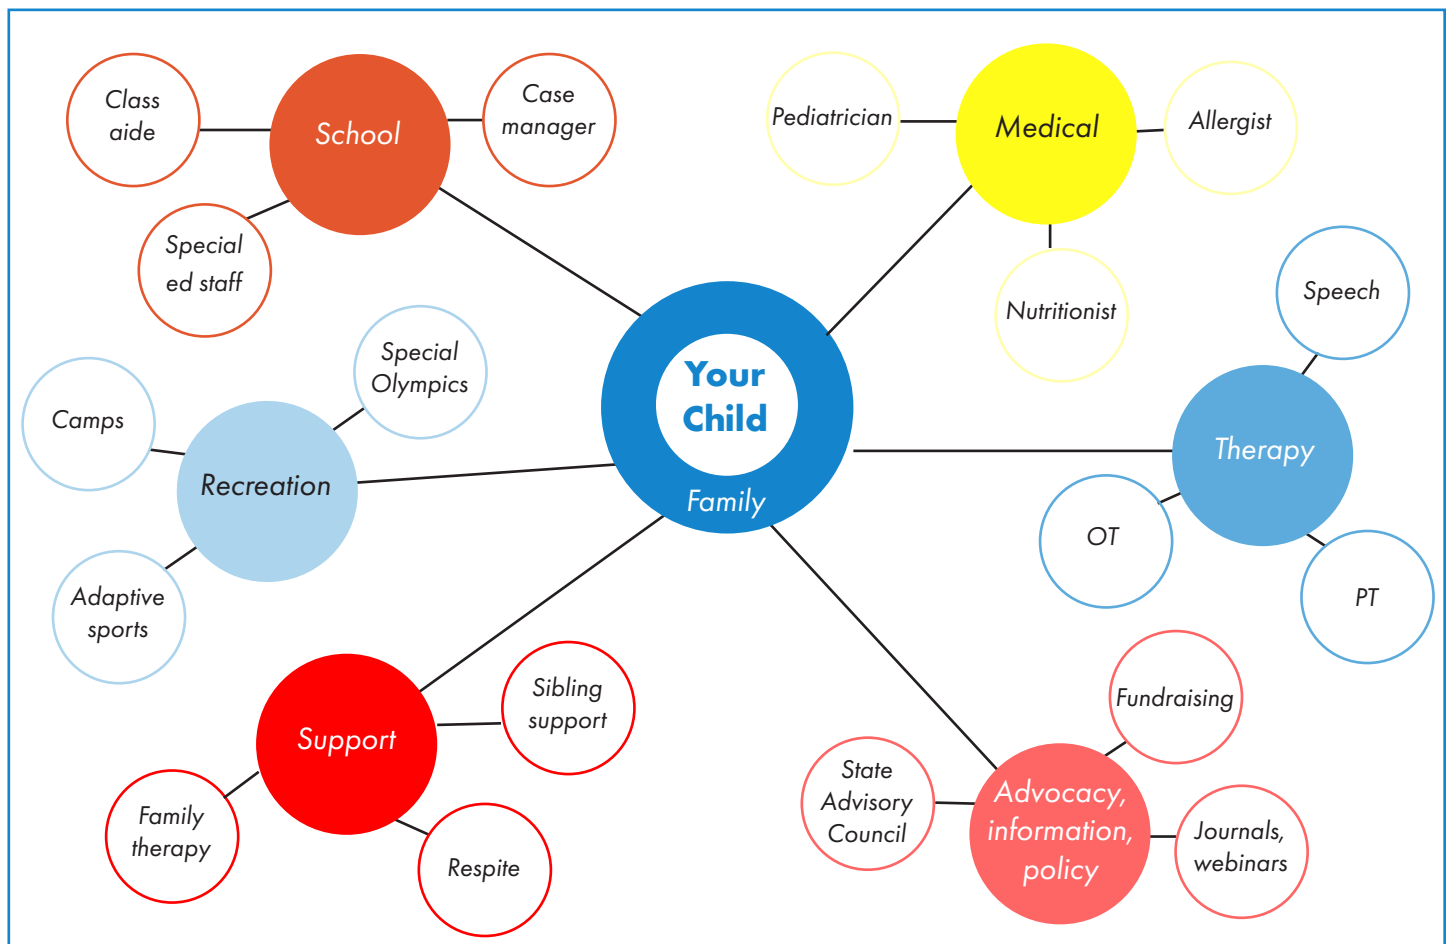 Class
aide
School
Case
manager
Special
ed staff
Pediatrician
Medical
Allergist
Nutritionist
Your
Child
Family
Camps
Special
Olympics
Recreation
Adaptive
sports
Speech
Therapy
OT
PT
Support
Sibling
support
Family
therapy
Respite
Fundraising
State
Advisory
Council
Advocacy,
information,
policy
Journals,
webinars